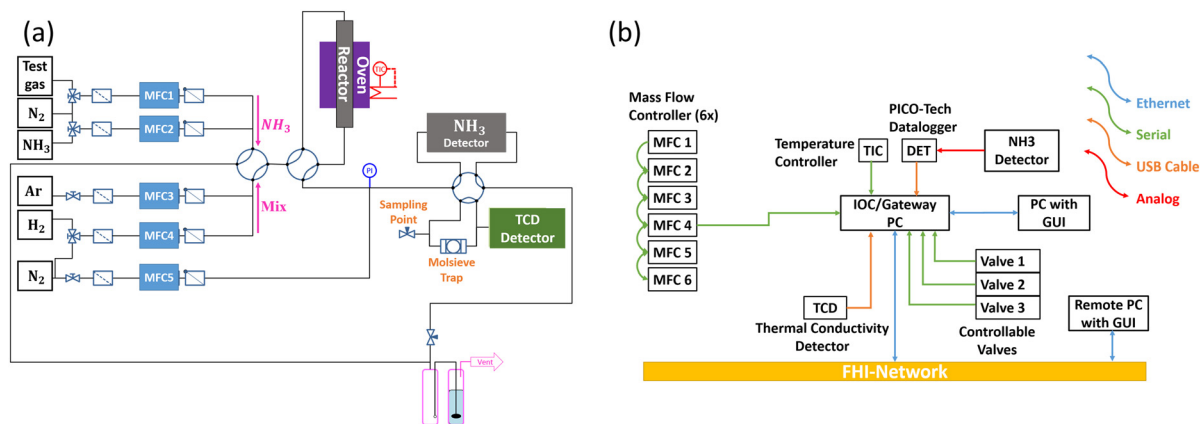 (a)
Test
gas
N₂
NH₃
MFC1
MFC2
NH₃
Reactor
Oven
TIC
NH₃
Detector
Ar
H₂
N₂
MFC3
MFC4
MFC5
Mix
PI
Sampling
Point
Molsieve
Trap
TCD
Detector
Vent
(b)
Mass Flow
Controller (6x)
MFC 1
MFC 2
MFC 3
MFC 4
MFC 5
MFC 6
Temperature
Controller
TIC
PICO-Tech
Datalogger
DET
NH3
Detector
IOC/Gateway
PC
PC with
GUI
Valve 1
Valve 2
Valve 3
Controllable
Valves
TCD
Thermal Conductivity
Detector
Remote PC
with GUI
FHI-Network
Ethernet
Serial
USB Cable
Analog